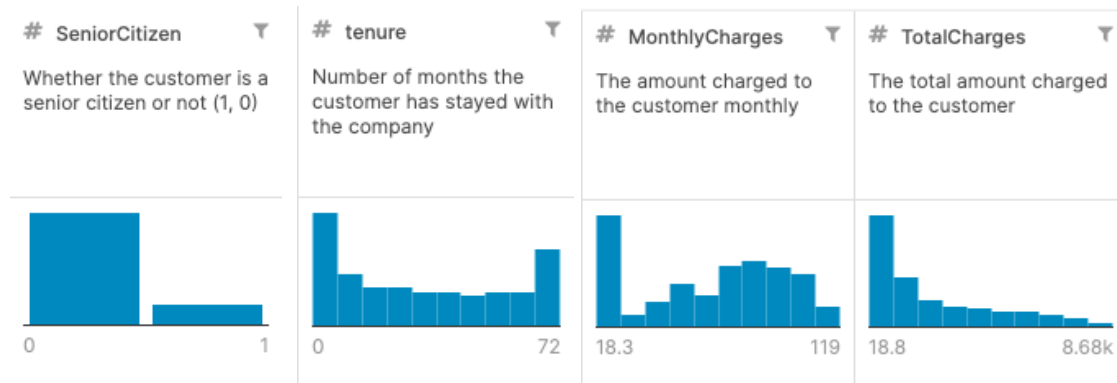 # SeniorCitizen
Whether the customer is a
senior citizen or not (1, 0)
0 1
# tenure
Number of months the
customer has stayed with
the company
0 72
# MonthlyCharges
The amount charged to
the customer monthly
18.3 119
# TotalCharges
The total amount charged
to the customer
18.8 8.68k